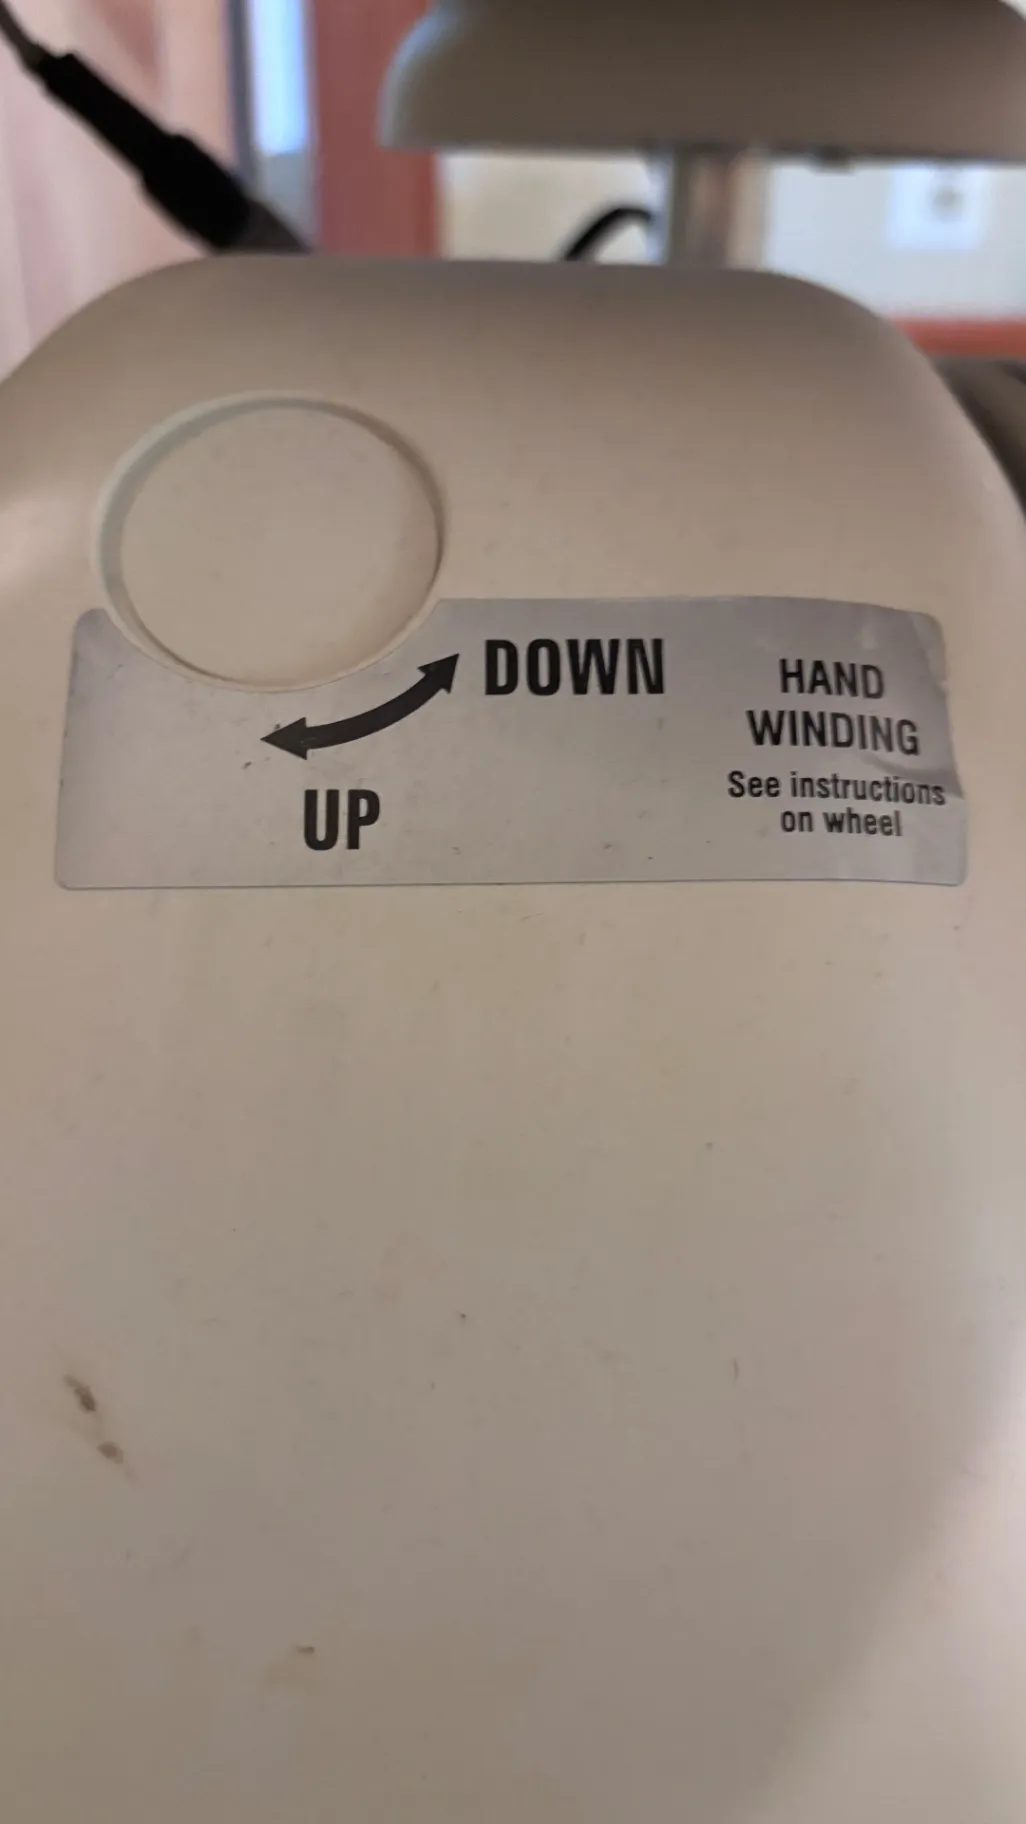 DOWN
UP
HAND
WINDING
See instructions
on wheel